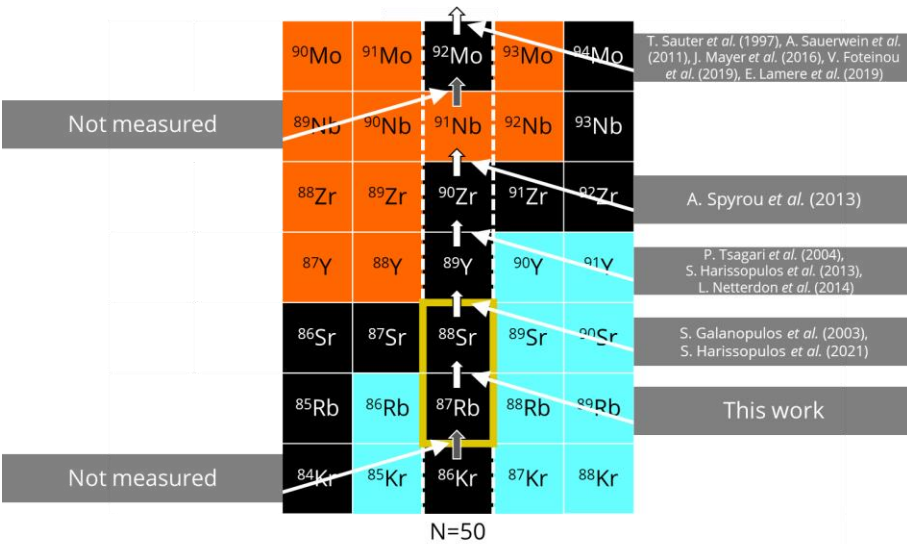 T. Sauter et al. (1997), A. Sauerwein et al.
(2011), J. Mayer et al. (2016), V. Foteinou
et al. (2019), E. Lamere et al. (2019)
90Mo 91Mo 92Mo 93Mo 94Mo
Not measured
89Nb 90Nb 91Nb 92Nb 93Nb
88Zr 89Zr 90Zr 91Zr 92Zr
A. Spyrou et al. (2013)
87Y 88Y 89Y 90Y 91Y
P. Tsagari et al. (2004),
S. Harissopulos et al. (2013),
L. Netterdon et al. (2014)
86Sr 87Sr 88Sr 89Sr 90Sr
S. Galanopulos et al. (2003),
S. Harissopulos et al. (2021)
85Rb 86Rb 87Rb 88Rb 89Rb
This work
Not measured
84Kr 85Kr 86Kr 87Kr 88Kr
N=50